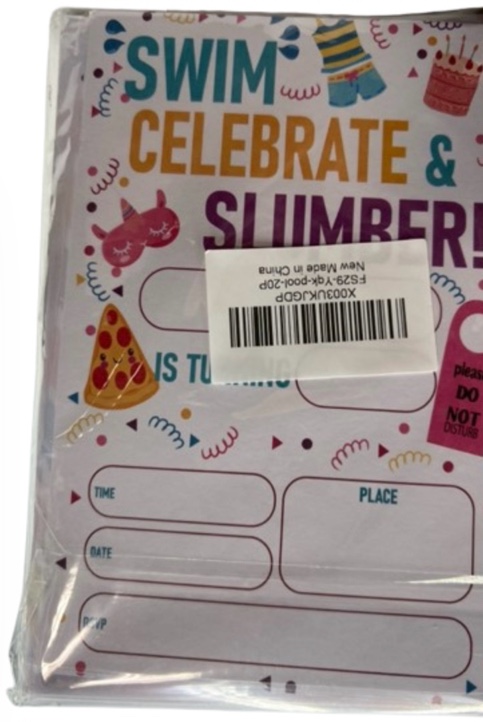 SWIM
CELEBRATE &
SLUMBER!
X003UKJGDP
FS29-Yqk-pool-20P
New Made in China
IS TURNING
please
DO
NOT
DISTURB
TIME
PLACE
DATE
RSVP